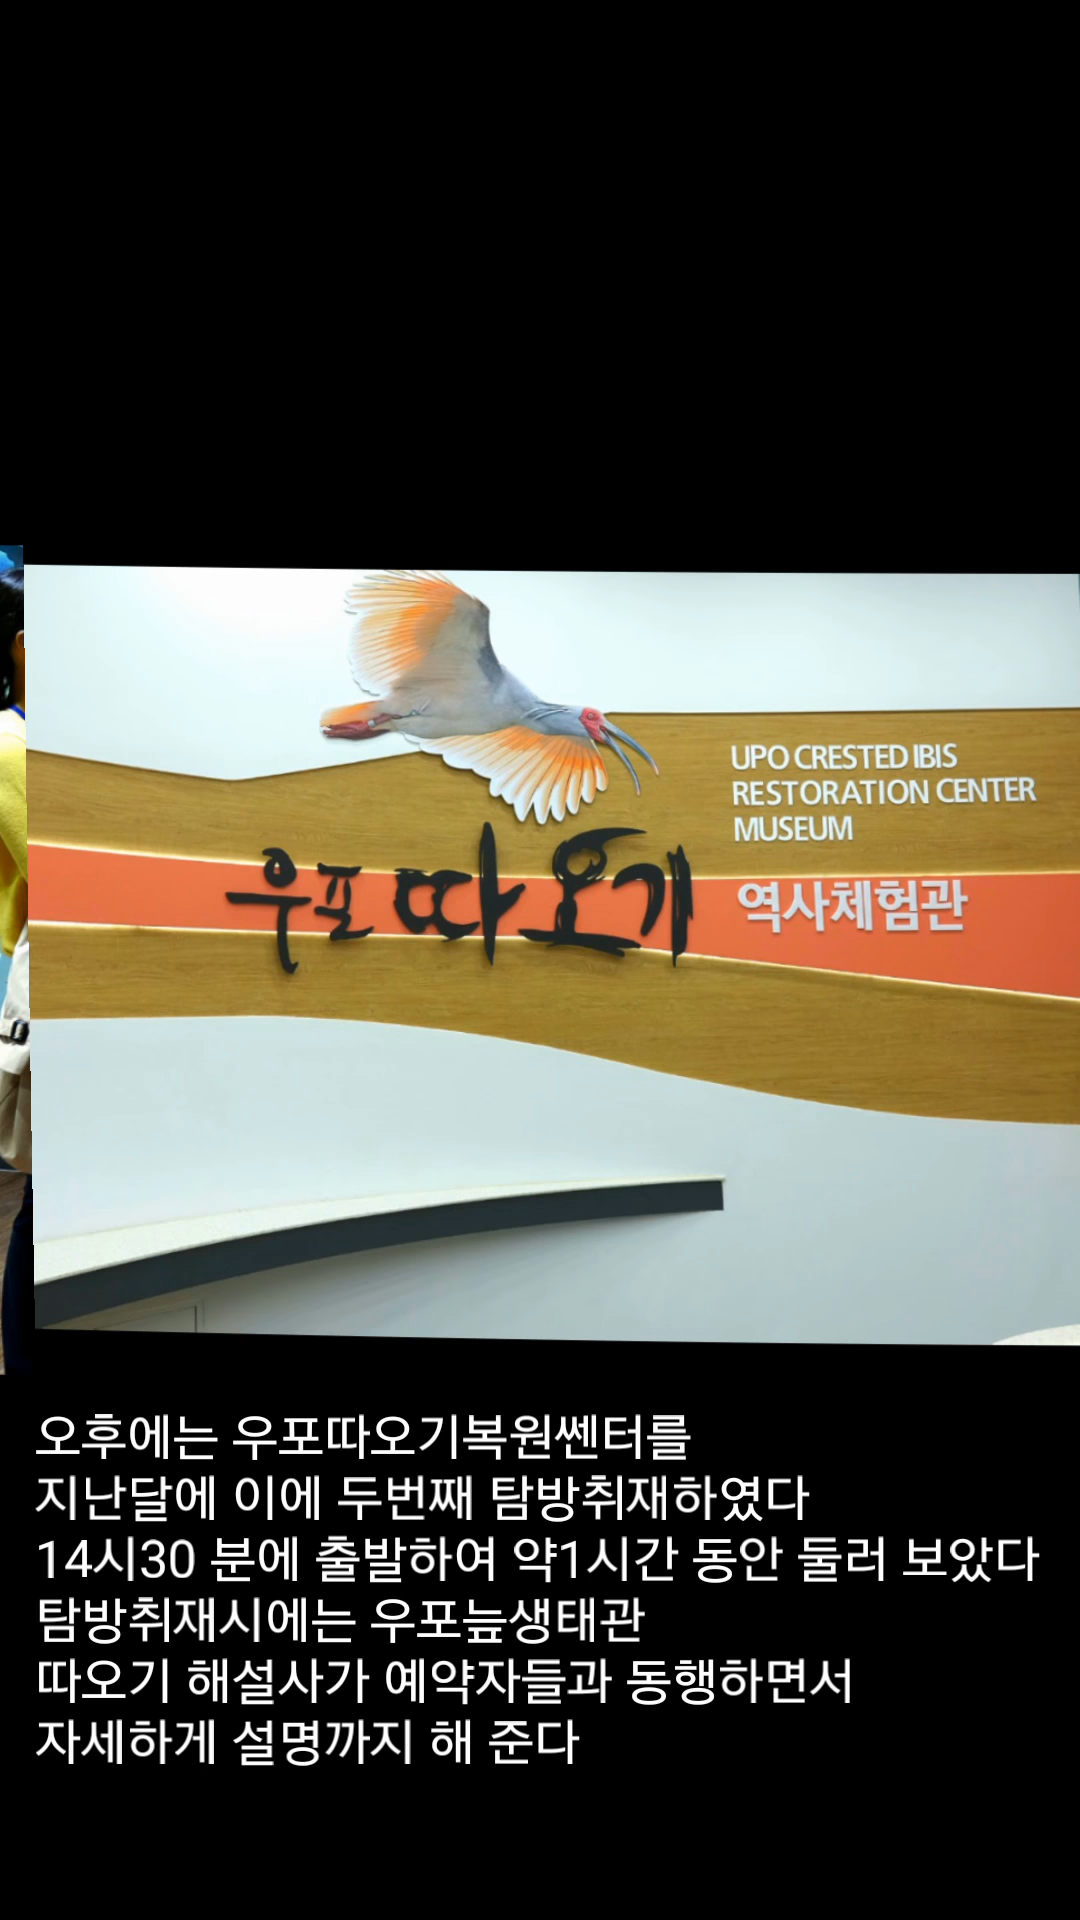 UPO CRESTED IBIS
RESTORATION CENTER
MUSEUM
우포 따오기 역사체험관
오후에는 우포따오기복원쎈터를
지난달에 이에 두번째 탐방취재하였다
14시30 분에 출발하여 약1시간 동안 둘러 보았다
탐방취재시에는 우포늪생태관
따오기 해설사가 예약자들과 동행하면서
자세하게 설명까지 해 준다